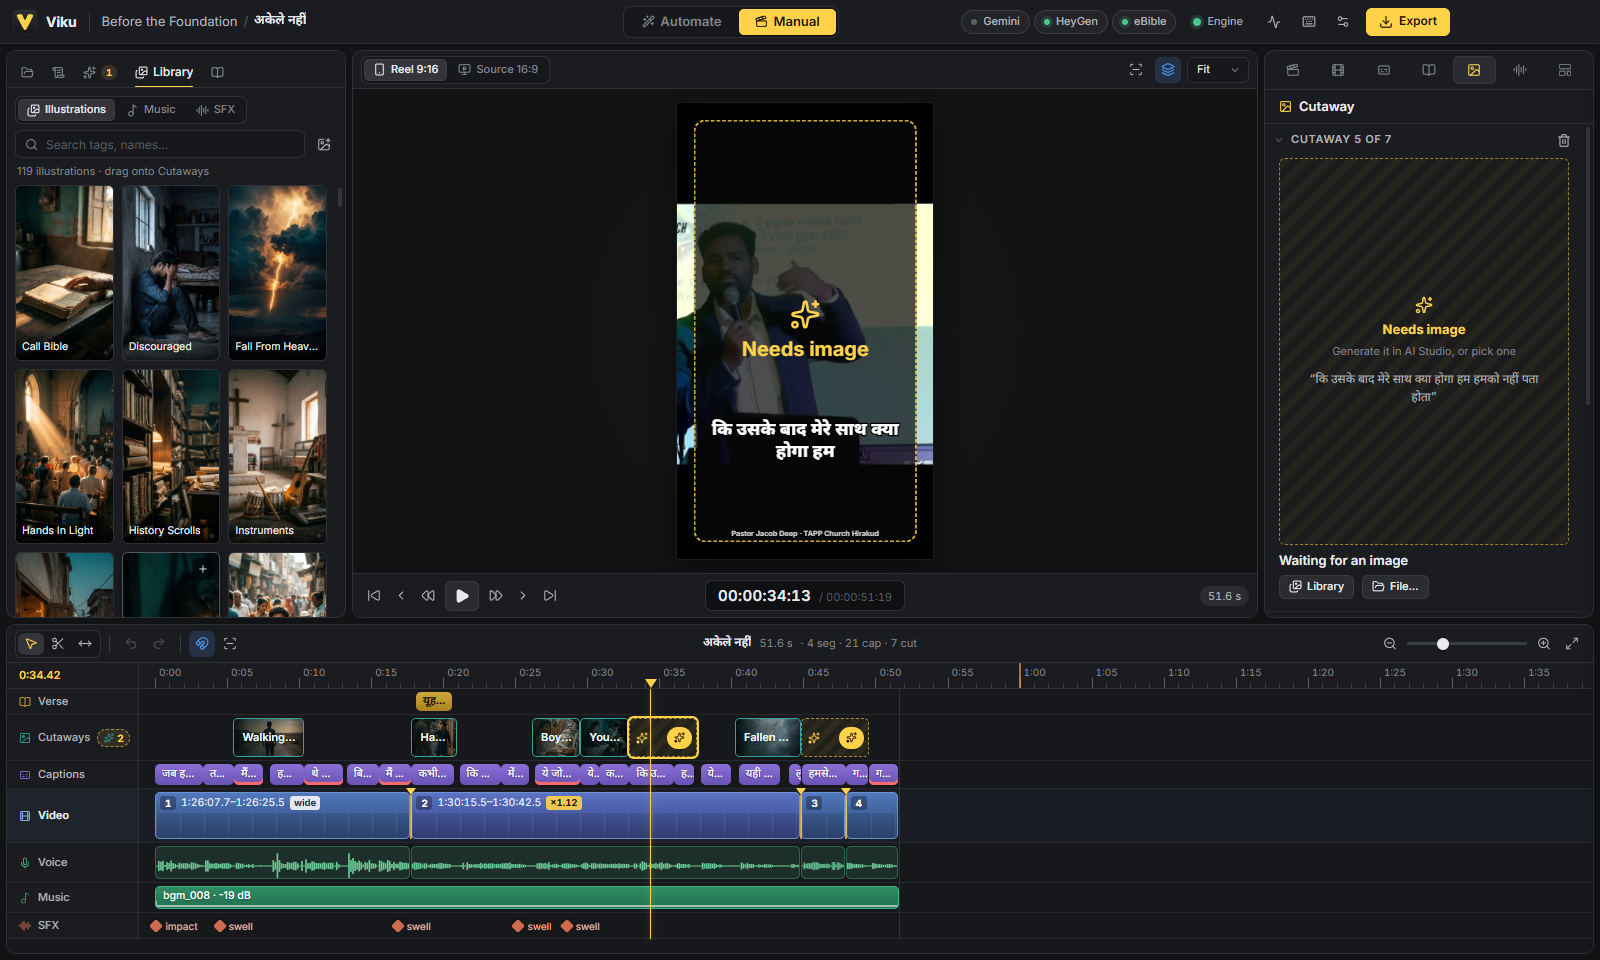 Viku
Before the Foundation / अकेले नहीं
Automate
Manual
Gemini
HeyGen
eBible
Engine
Export
1
Library
Illustrations
Music
SFX
Search tags, names...
119 illustrations · drag onto Cutaways
Call Bible
Discouraged
Fall From Heav...
Hands In Light
History Scrolls
Instruments
Reel 9:16
Source 16:9
Fit
Needs image
कि उसके बाद मेरे साथ क्या
होगा हम
Pastor Jacob Deep - TAPP Church Hirakud
00:00:34:13 / 00:00:51:19
51.6 s
Cutaway
CUTAWAY 5 OF 7
Needs image
Generate it in AI Studio, or pick one
“कि उसके बाद मेरे साथ क्या होगा हम हमको नहीं पता
होता”
Waiting for an image
Library
File...
अकेले नहीं 51.6 s · 4 seg · 21 cap · 7 cut
0:34.42
0:00 0:05 0:10 0:15 0:20 0:25 0:30 0:35 0:40 0:45 0:50 0:55 1:00 1:05 1:10 1:15 1:20 1:25 1:30 1:35
Verse
यूह...
Cutaways 2
Walking... Ha... Boy... You... Fallen ...
Captions
जब ह... त... मैं... ह... थे ... बि... मैं ... कभी... कि ... में... ये जो... ये.. क... कि उ... ह... ये... यही ... हमसे... ग... ग...
Video
1 1:26:07.7–1:26:25.5 wide
2 1:30:15.5–1:30:42.5 ×1.12
3
4
Voice
Music
bgm_008 · -19 dB
SFX
impact swell swell swell swell